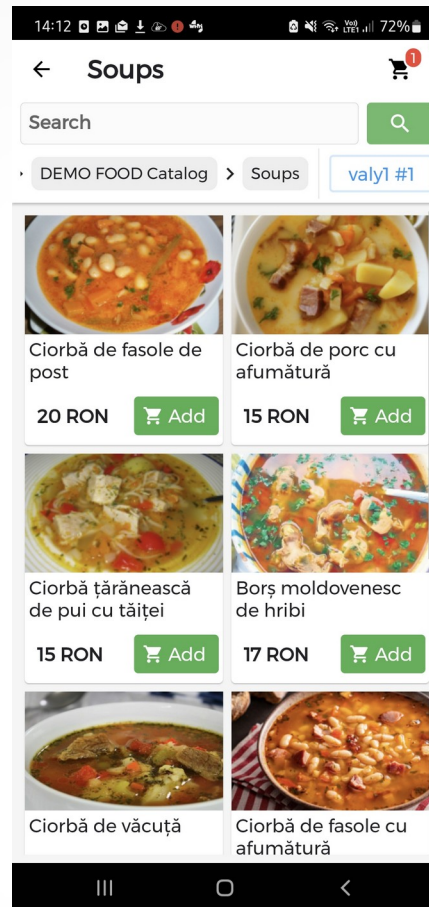 14:12
Vo))
LTE1
72%
Soups
1
Search
DEMO FOOD Catalog
Soups
valy1 #1
Ciorbă de fasole de
post
20 RON
Add
Ciorbă de porc cu
afumătură
15 RON
Add
Ciorbă țărănească
de pui cu tăiței
15 RON
Add
Borș moldovenesc
de hribi
17 RON
Add
Ciorbă de văcuță
Ciorbă de fasole cu
afumătură